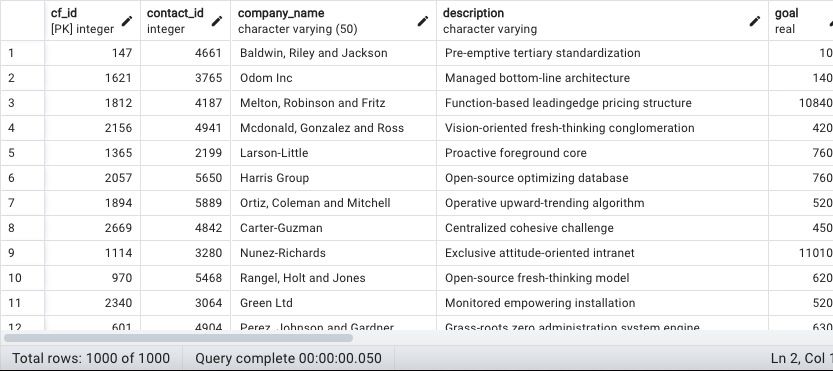 cf_id contact_id company_name description goal
[PK] integer integer character varying (50) character varying real
1 147 4661 Baldwin, Riley and Jackson Pre-emptive tertiary standardization 10
2 1621 3765 Odom Inc Managed bottom-line architecture 140
3 1812 4187 Melton, Robinson and Fritz Function-based leadingedge pricing structure 10840
4 2156 4941 Mcdonald, Gonzalez and Ross Vision-oriented fresh-thinking conglomeration 420
5 1365 2199 Larson-Little Proactive foreground core 760
6 2057 5650 Harris Group Open-source optimizing database 760
7 1894 5889 Ortiz, Coleman and Mitchell Operative upward-trending algorithm 520
8 2669 4842 Carter-Guzman Centralized cohesive challenge 450
9 1114 3280 Nunez-Richards Exclusive attitude-oriented intranet 11010
10 970 5468 Rangel, Holt and Jones Open-source fresh-thinking model 620
11 2340 3064 Green Ltd Monitored empowering installation 520
12 601 4904 Perez, Johnson and Gardner Grass-roots zero administration system engine 630
Total rows: 1000 of 1000 Query complete 00:00:00.050 Ln 2, Col 1